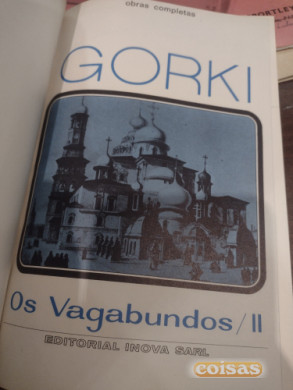 obras completas
GORKI
Os Vagabundos/II
EDITORIAL INOVA SARL
coisas